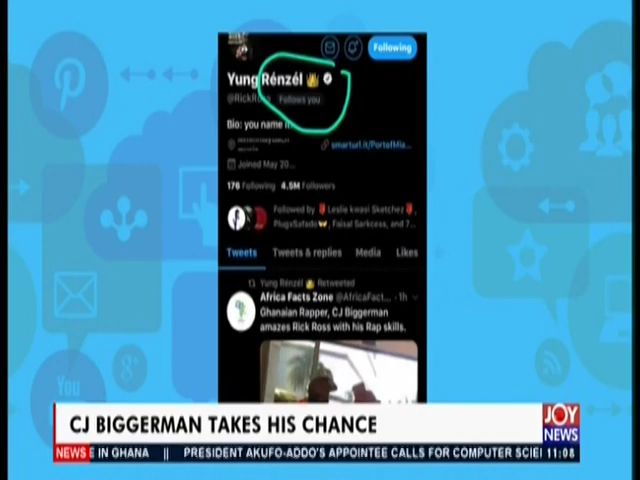 Following
Yung Rénzél
@RickRoss Follows you
Bio: you name
smarturl.it/PortofMia...
Joined May 20...
176 Following 4.5M Followers
Followed by Leslie kwasi Sketchez,
PlugsSafado, Faisal Sarkcess, and 7...
Tweets Tweets & replies Media Likes
Yung Rénzél Retweeted
Africa Facts Zone @AfricaFact... · 1h
Ghanaian Rapper, CJ Biggerman
amazes Rick Ross with his Rap skills.
You
g+
CJ BIGGERMAN TAKES HIS CHANCE
JOY
NEWS
NEWS E IN GHANA || PRESIDENT AKUFO-ADDO'S APPOINTEE CALLS FOR COMPUTER SCIE 11:08